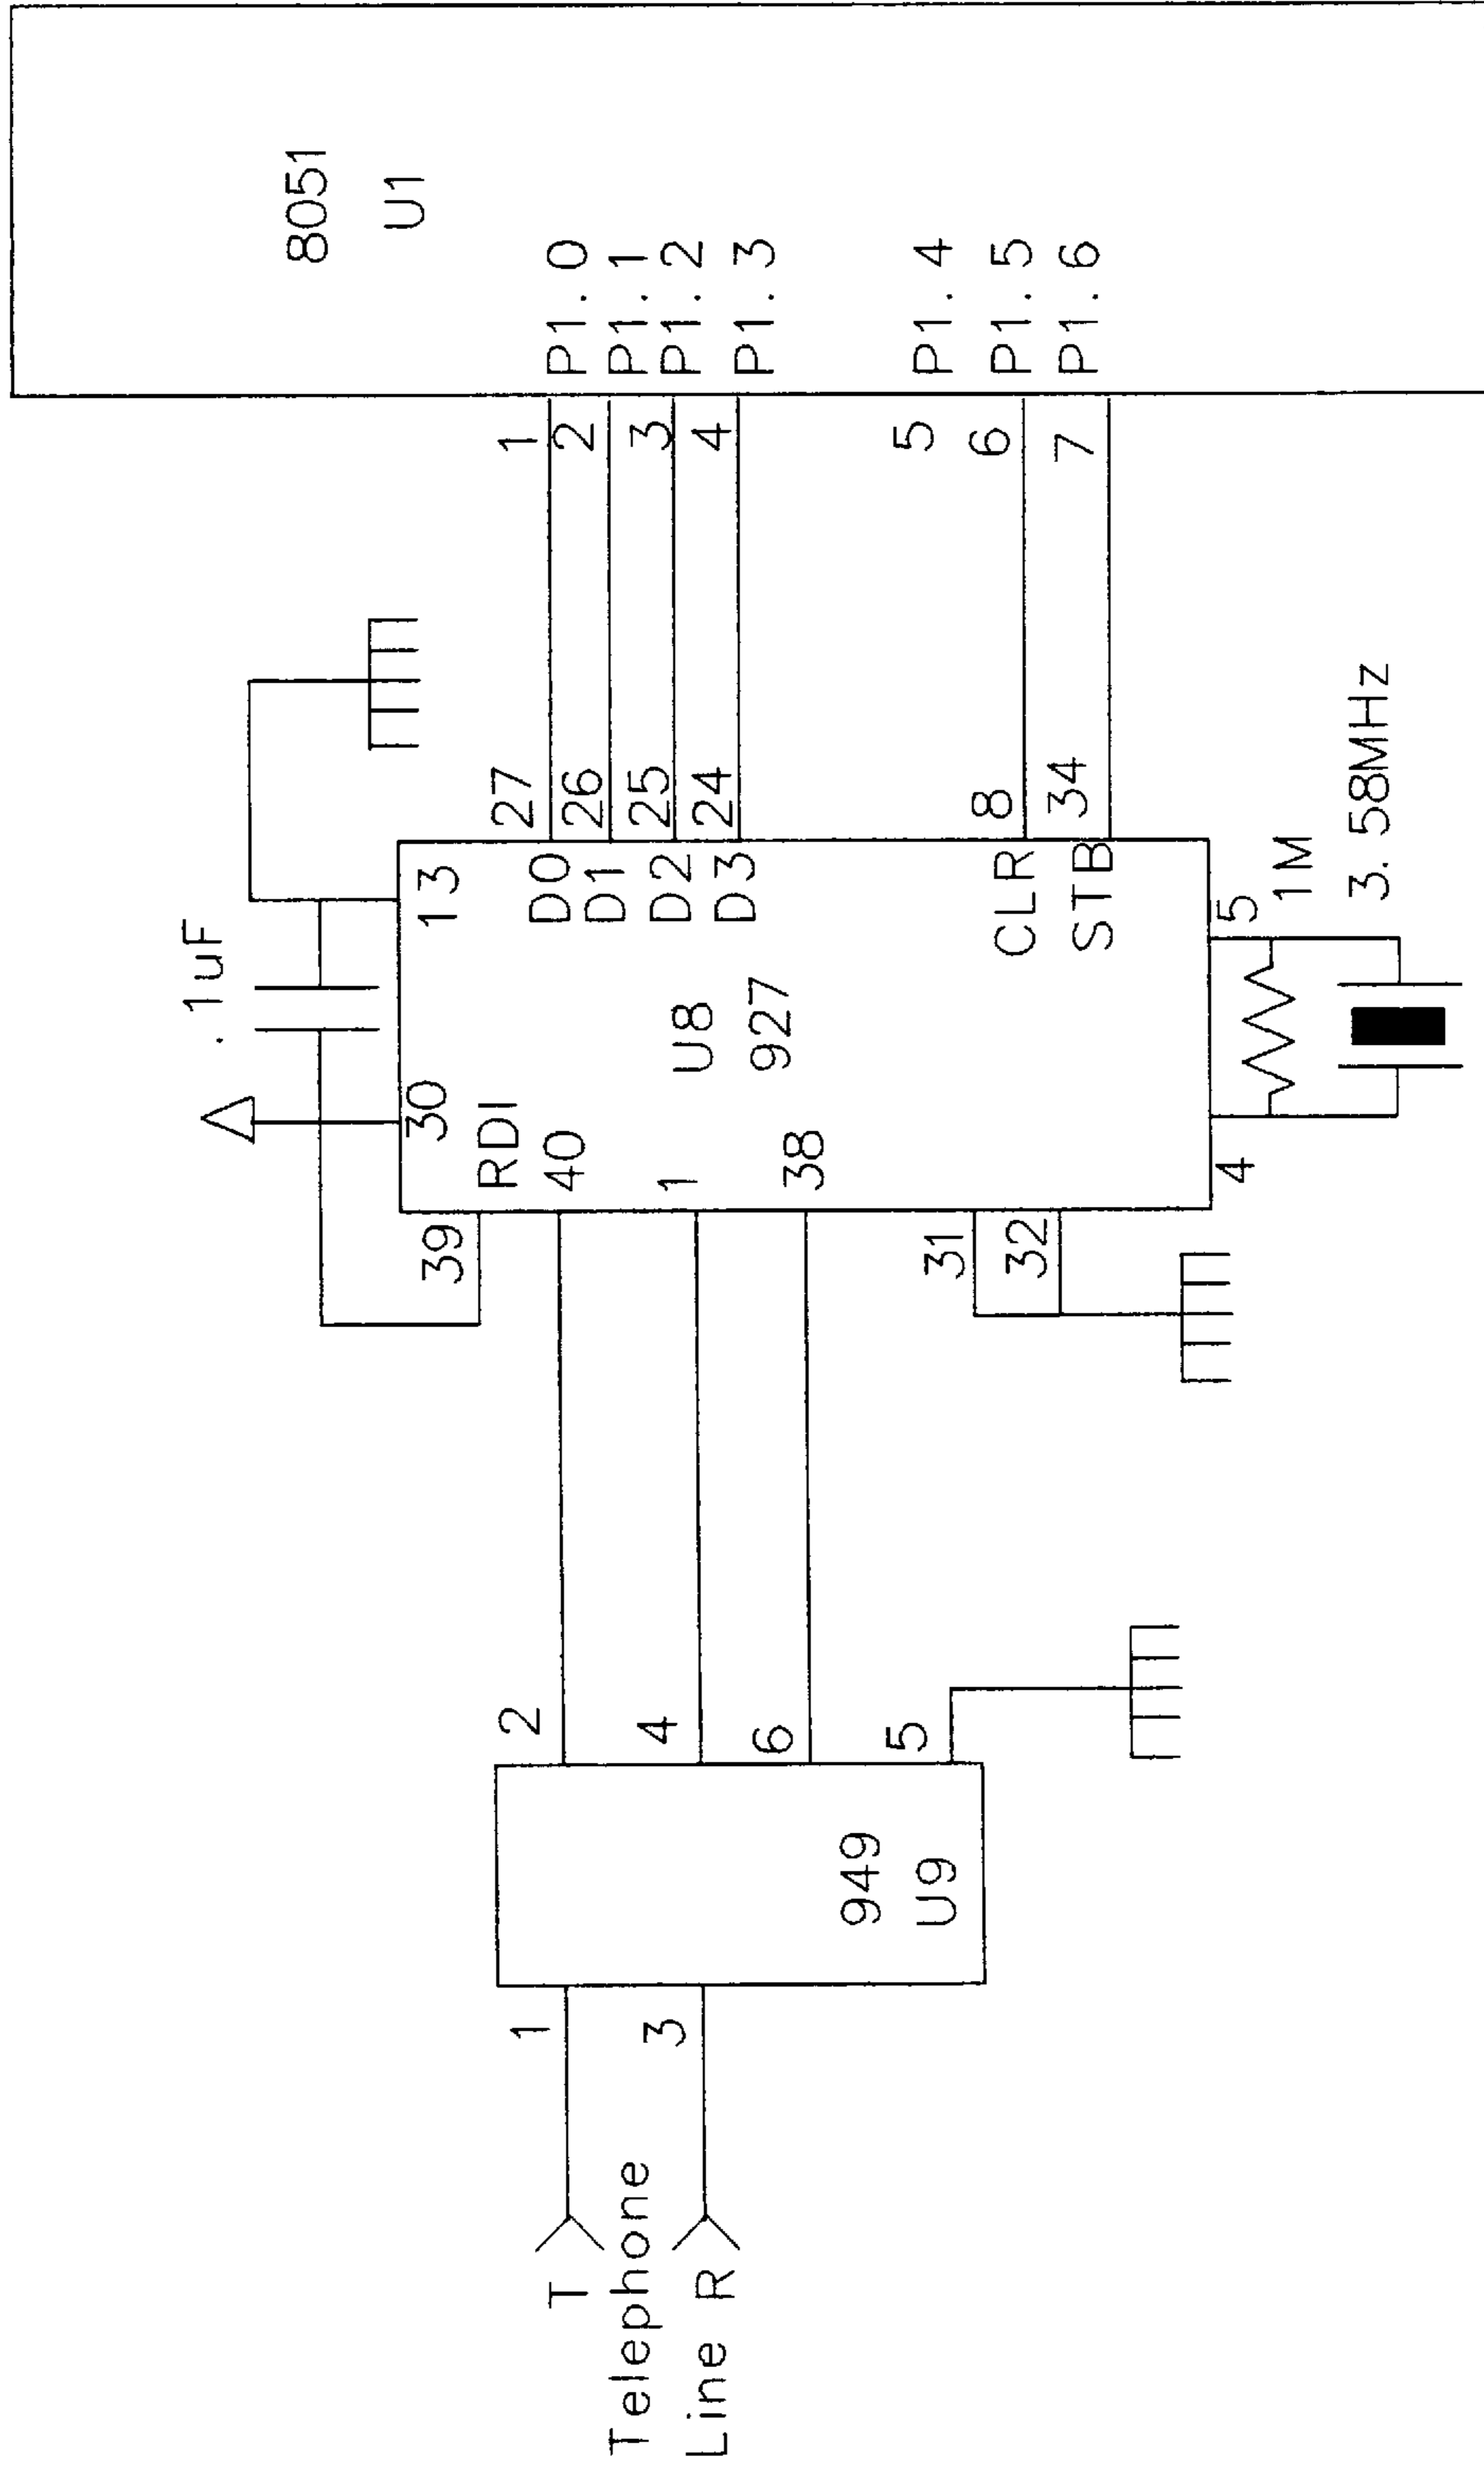 8051
U1
P1.0
P1.1
P1.2
P1.3
P1.4
P1.5
P1.6
1
2
3
4
5
6
7
.1uF
13
30
RDI
39
40
1
38
31
32
U8
927
27
26
25
24
D0
D1
D2
D3
8
34
CLR
STB
4
5
1M
3.58MHz
2
4
6
5
949
U9
1
3
T
Telephone
Line R